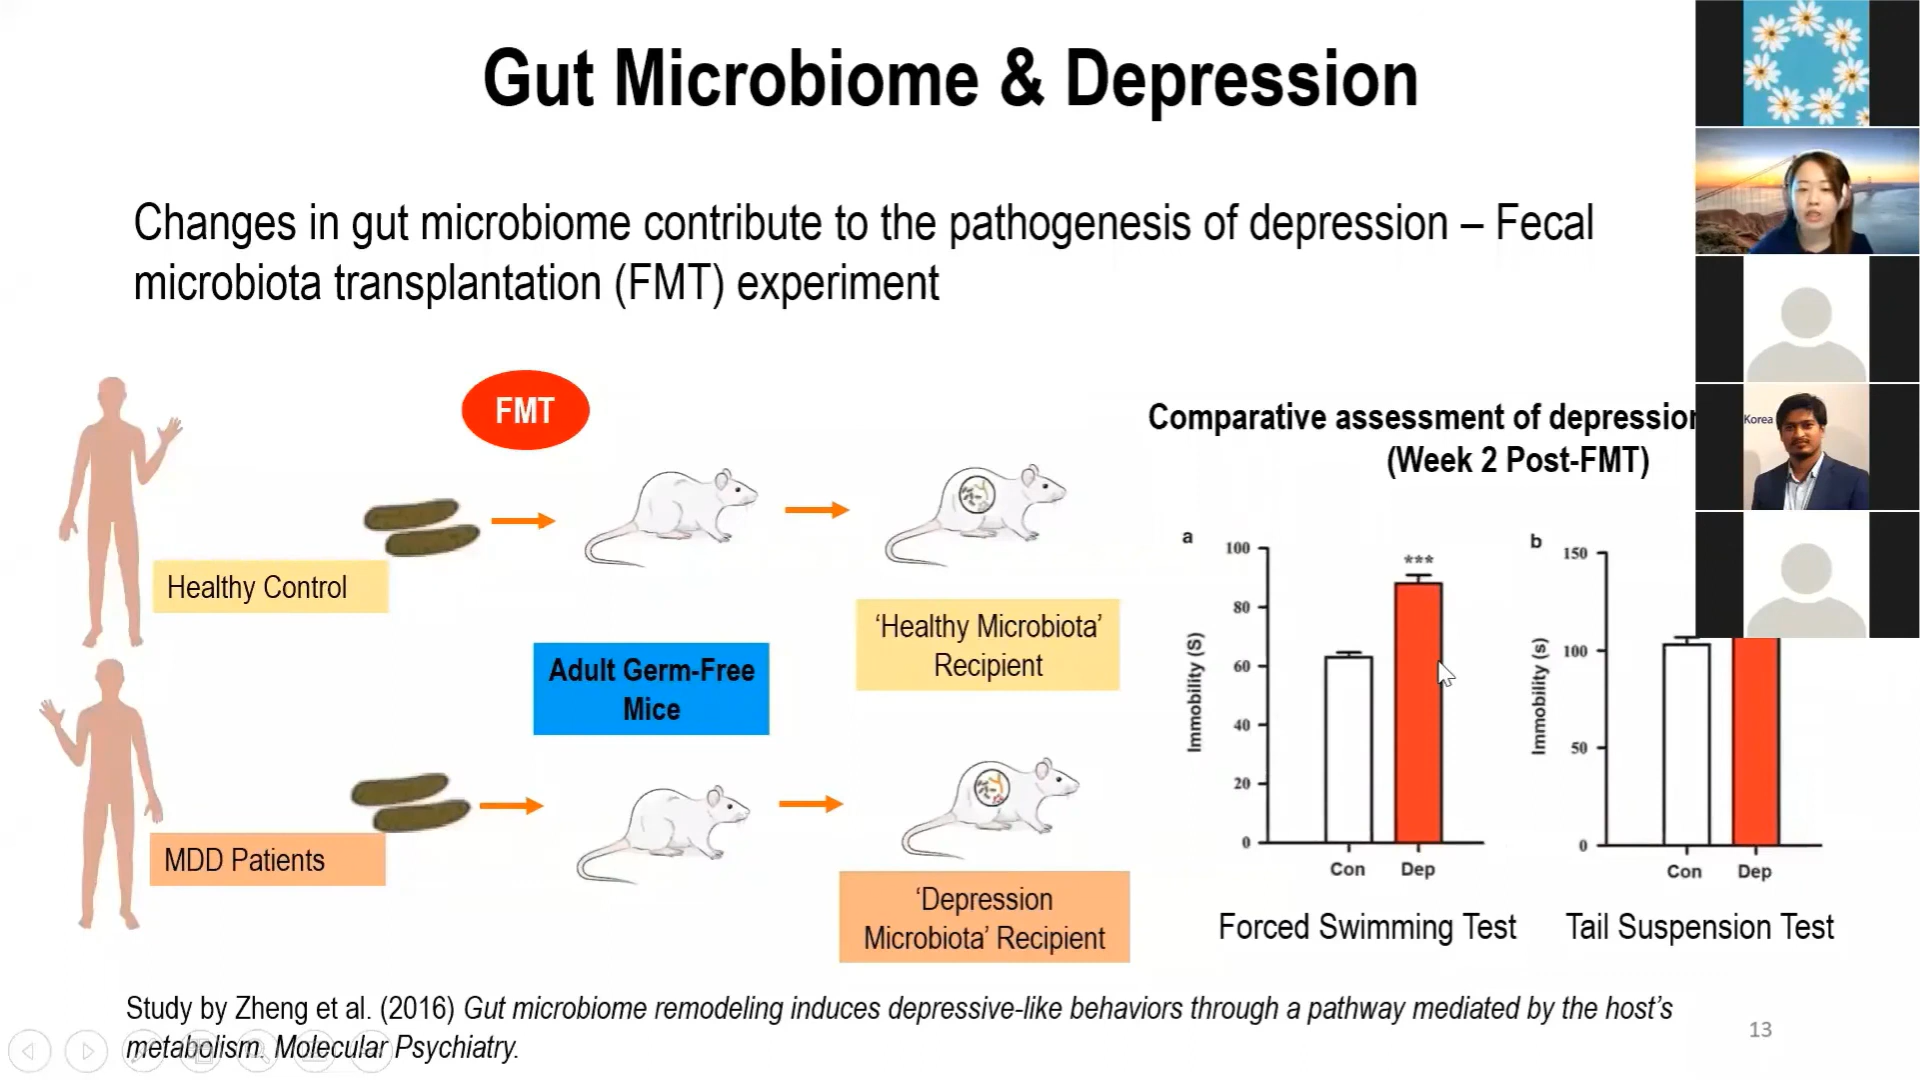 Gut Microbiome & Depression
Changes in gut microbiome contribute to the pathogenesis of depression – Fecal
microbiota transplantation (FMT) experiment
FMT
Healthy Control
Adult Germ-Free
Mice
‘Healthy Microbiota’
Recipient
MDD Patients
‘Depression
Microbiota’ Recipient
Comparative assessment of depression
(Week 2 Post-FMT)
a
100
80
60
40
20
0
Immobility (S)
***
Con Dep
Forced Swimming Test
b
150
100
50
0
Immobility (s)
Con Dep
Tail Suspension Test
Korea
Study by Zheng et al. (2016) Gut microbiome remodeling induces depressive-like behaviors through a pathway mediated by the host’s
metabolism. Molecular Psychiatry.
13